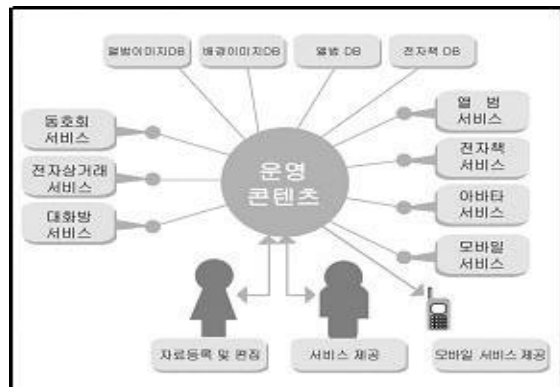 앨범이미지DB 배경이미지DB 앨범 DB 전자책 DB
동호회
서비스
전자상거래
서비스
대화방
서비스
운영
콘텐츠
앨 범
서비스
전자책
서비스
아바타
서비스
모바일
서비스
자료등록 및 편집 서비스 제공 모바일 서비스 제공